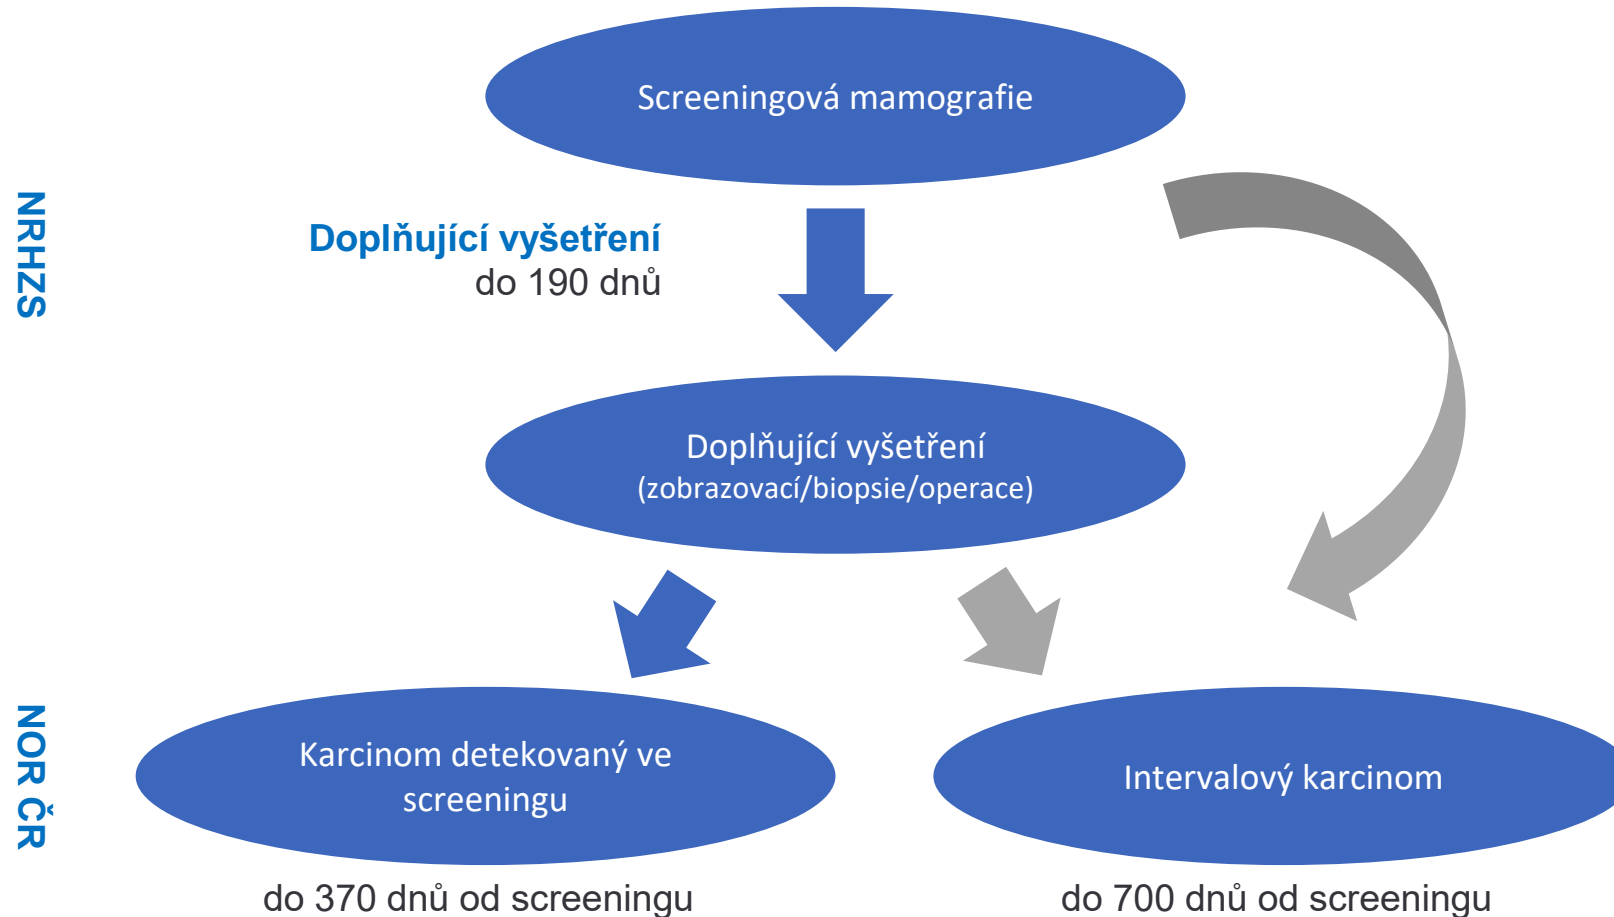 Screeningová mamografie
NRHZS
Doplňující vyšetření
do 190 dnů
Doplňující vyšetření
(zobrazovací/biopsie/operace)
NOR ČR
Karcinom detekovaný ve
screeningu
Intervalový karcinom
do 370 dnů od screeningu
do 700 dnů od screeningu